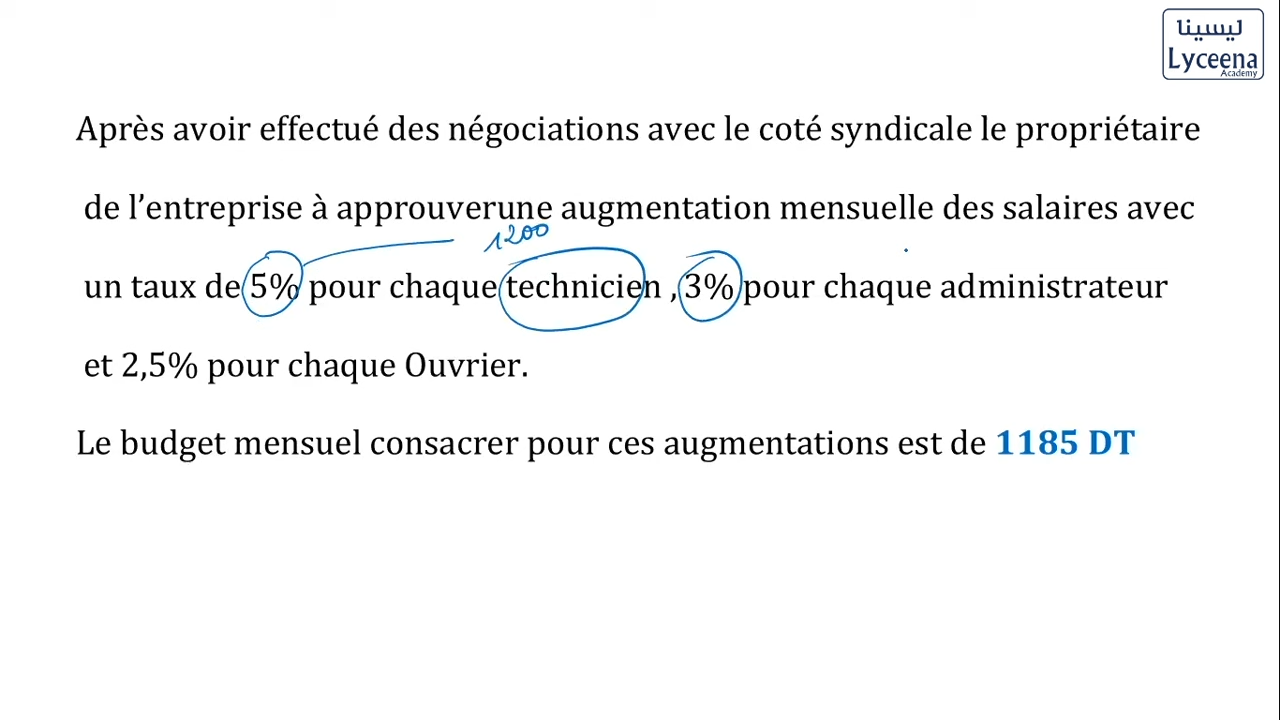 ليسينا
Lyceena
Academy
Après avoir effectué des négociations avec le coté syndicale le propriétaire
de l’entreprise à approuverune augmentation mensuelle des salaires avec
1200
un taux de 5% pour chaque technicien , 3% pour chaque administrateur
et 2,5% pour chaque Ouvrier.
Le budget mensuel consacrer pour ces augmentations est de 1185 DT